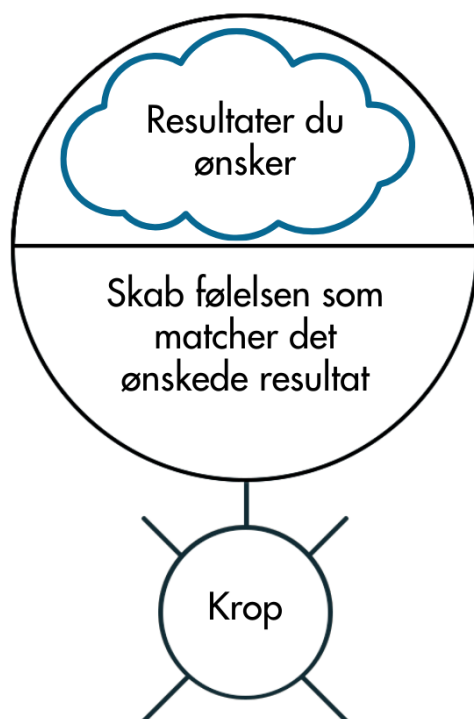 Resultater du
ønsker
Skab følelsen som
matcher det
ønskede resultat
Krop